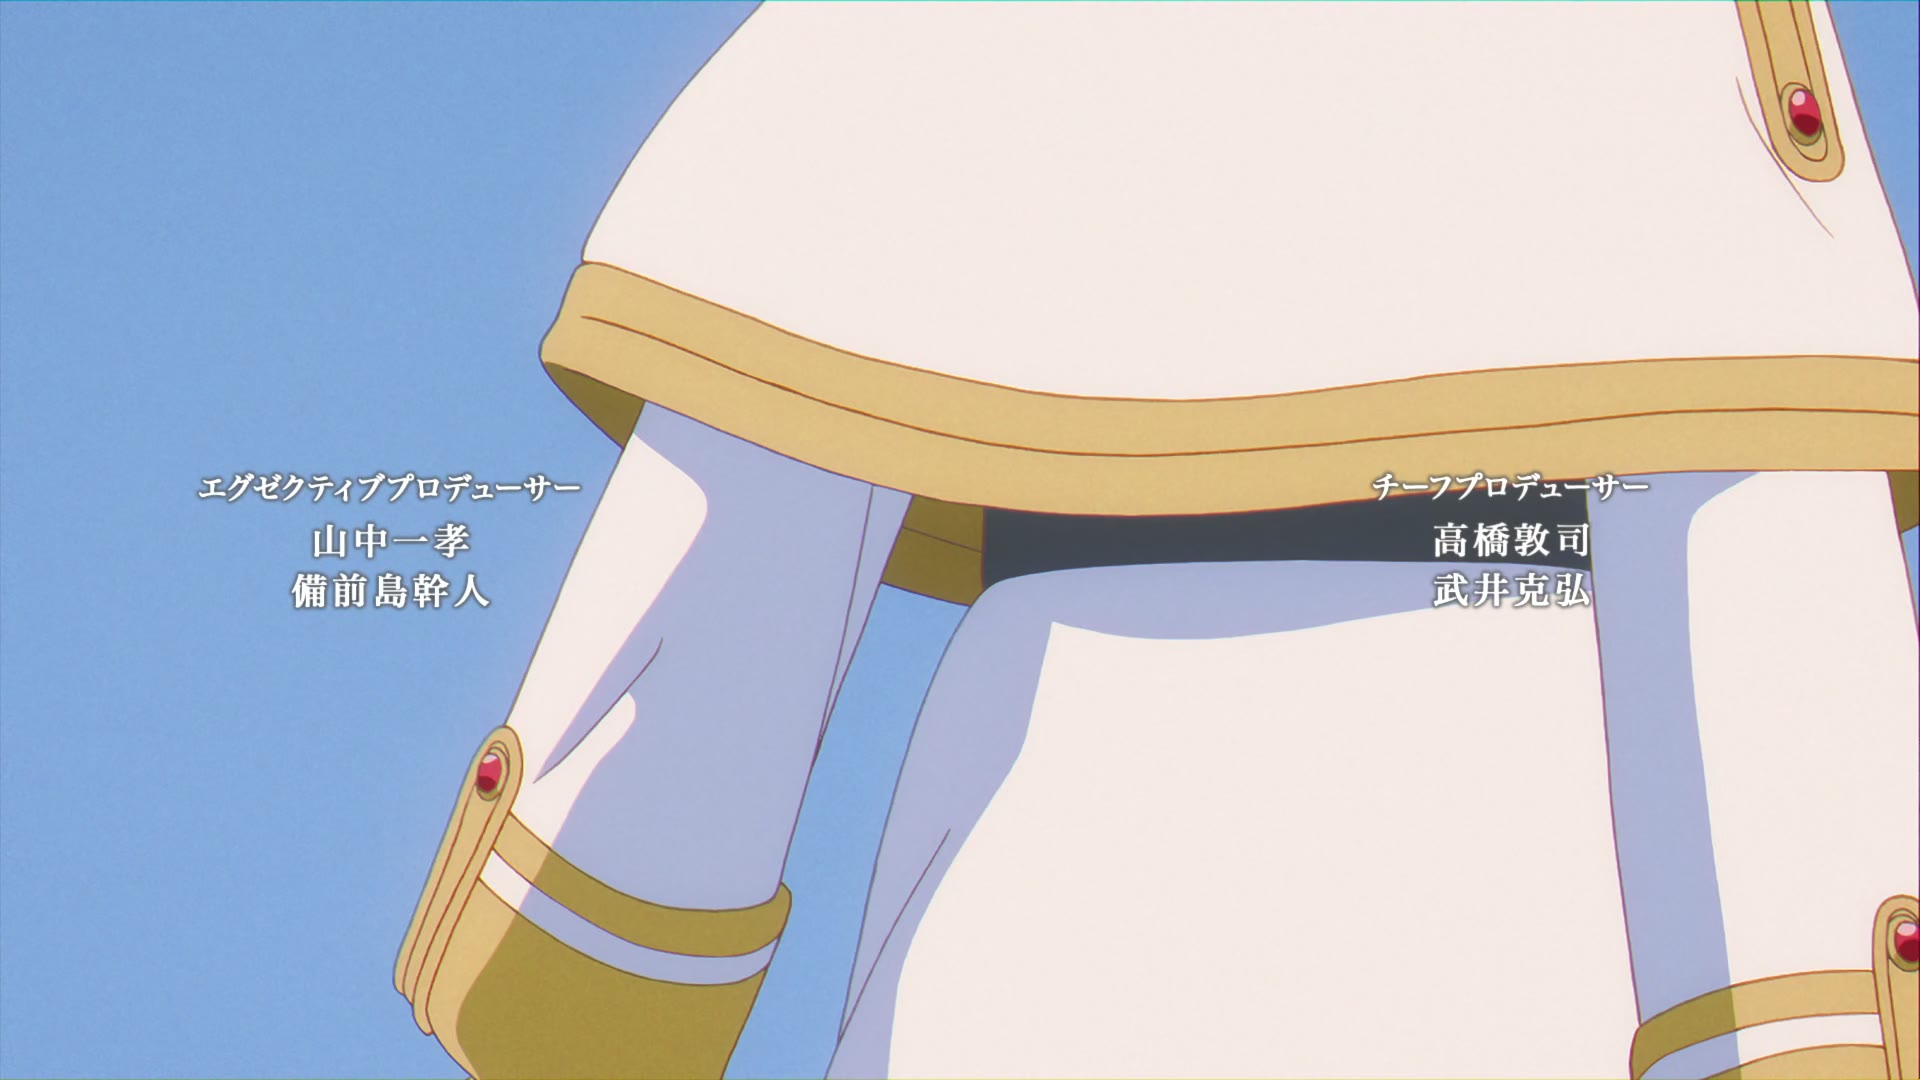 エグゼクティブプロデューサー
山中一孝
備前島幹人
チーフプロデューサー
高橋敦司
武井克弘